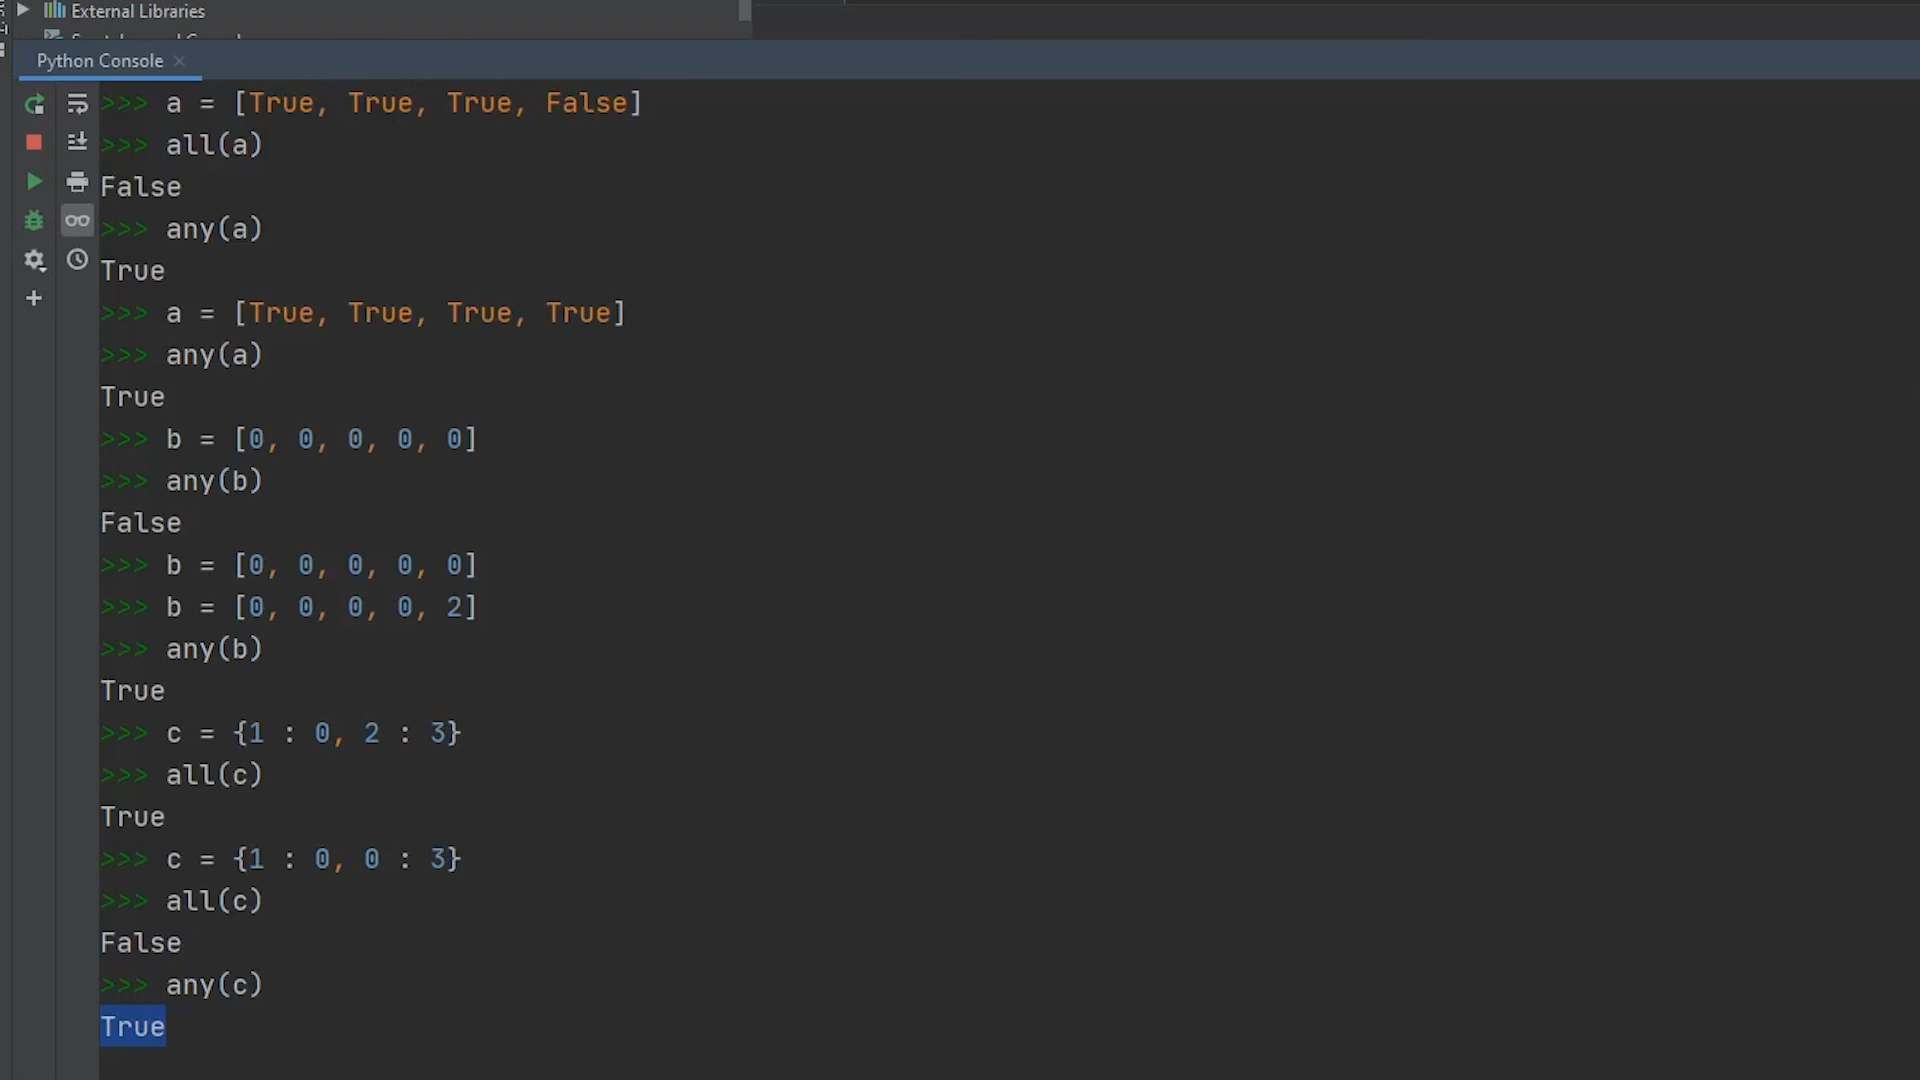 External Libraries
Python Console
>>> a = [True, True, True, False]
>>> all(a)
False
>>> any(a)
True
>>> a = [True, True, True, True]
>>> any(a)
True
>>> b = [0, 0, 0, 0, 0]
>>> any(b)
False
>>> b = [0, 0, 0, 0, 0]
>>> b = [0, 0, 0, 0, 2]
>>> any(b)
True
>>> c = {1 : 0, 2 : 3}
>>> all(c)
True
>>> c = {1 : 0, 0 : 3}
>>> all(c)
False
>>> any(c)
True